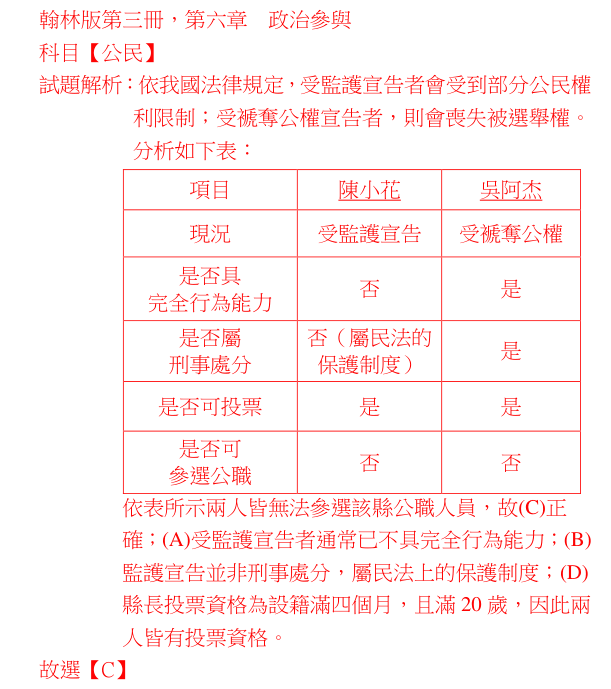 翰林版第三冊，第六章　政治參與
科目【公民】
試題解析：依我國法律規定，受監護宣告者會受到部分公民權
利限制；受褫奪公權宣告者，則會喪失被選舉權。
分析如下表：
項目　陳小花　吳阿杰
現況　受監護宣告　受褫奪公權
是否具
完全行為能力　否　是
是否屬
刑事處分　否（屬民法的
保護制度）　是
是否可投票　是　是
是否可
參選公職　否　否
依表所示兩人皆無法參選該縣公職人員，故(C)正
確；(A)受監護宣告者通常已不具完全行為能力；(B)
監護宣告並非刑事處分，屬民法上的保護制度；(D)
縣長投票資格為設籍滿四個月，且滿 20 歲，因此兩
人皆有投票資格。
故選【C】